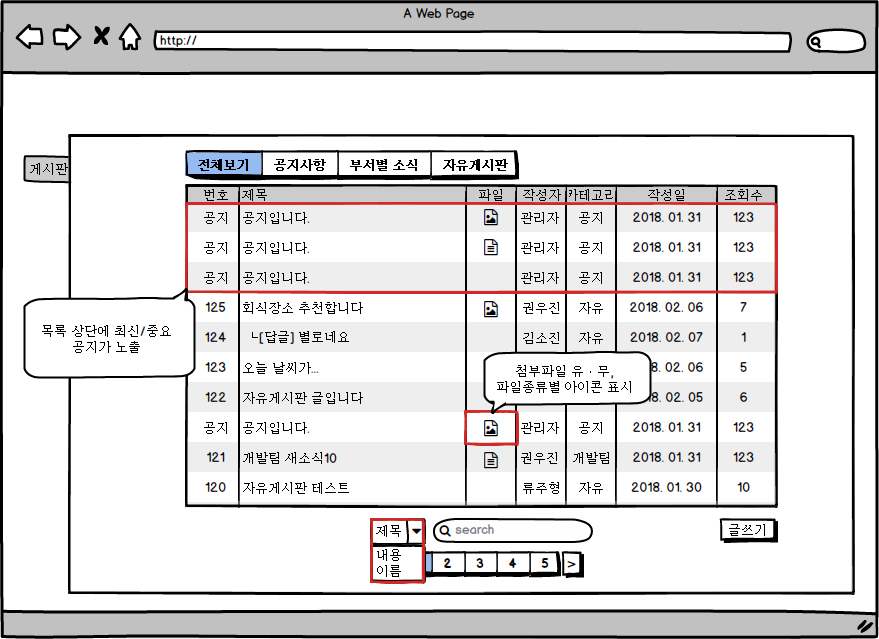 A Web Page
http://
게시판
전체보기 공지사항 부서별 소식 자유게시판
번호 제목 파일 작성자 카테고리 작성일 조회수
공지 공지입니다. 관리자 공지 2018. 01. 31 123
공지 공지입니다. 관리자 공지 2018. 01. 31 123
공지 공지입니다. 관리자 공지 2018. 01. 31 123
125 회식장소 추천합니다 권우진 자유 2018. 02. 06 7
목록 상단에 최신/중요
공지가 노출
124 ㄴ[답글] 별로네요 김소진 자유 2018. 02. 07 1
123 오늘 날씨가... 8. 02. 06 5
첨부파일 유 · 무,
파일종류별 아이콘 표시
122 자유게시판 글입니다 8. 02. 05 6
공지 공지입니다. 관리자 공지 2018. 01. 31 123
121 개발팀 새소식10 권우진 개발팀 2018. 01. 31 123
120 자유게시판 테스트 류주형 자유 2018. 01. 30 10
제목 search 글쓰기
내용
이름
2 3 4 5 >